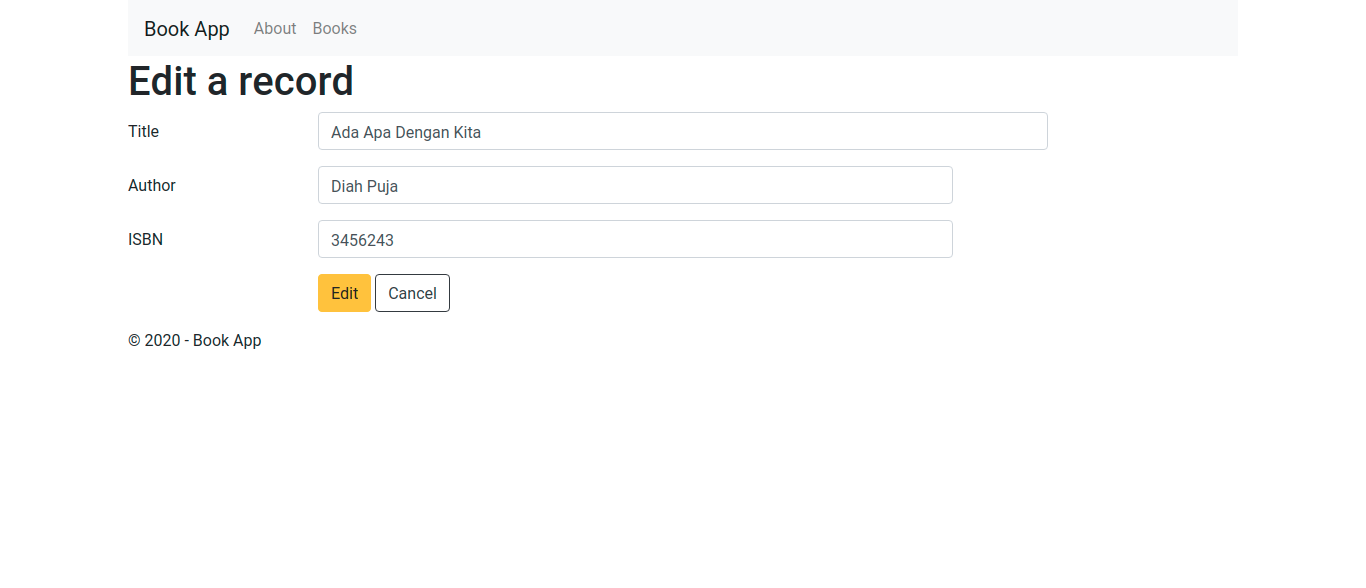 Book App About Books
Edit a record
Title Ada Apa Dengan Kita
Author Diah Puja
ISBN 3456243
Edit Cancel
© 2020 - Book App